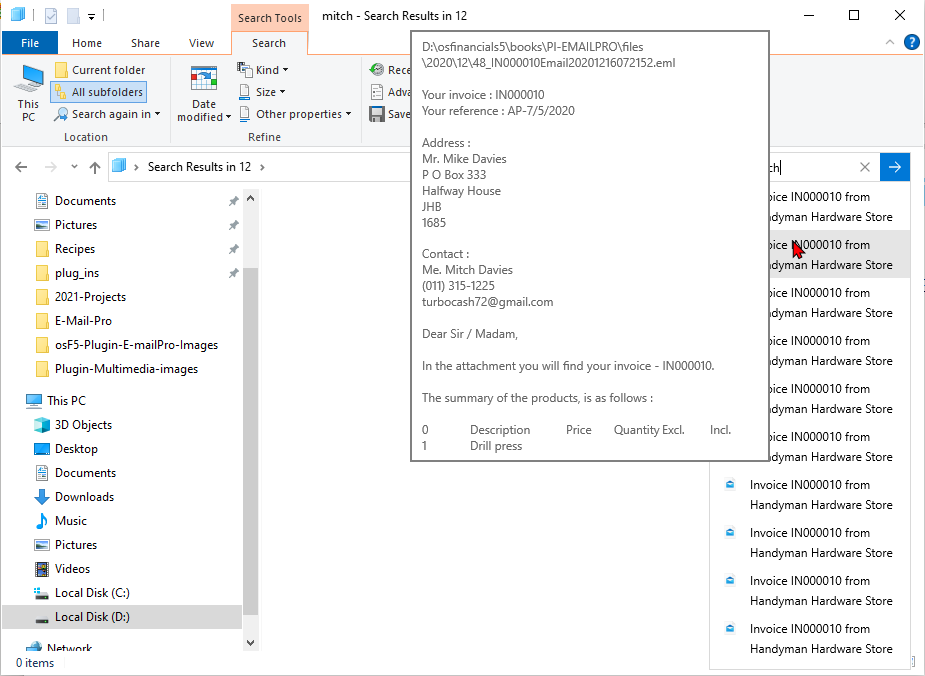 Search Tools
mitch - Search Results in 12
File
Home
Share
View
Search
This PC
Current folder
All subfolders
Search again in
Location
Date modified
Kind
Size
Other properties
Refine
Rece
Adva
Save
Search Results in 12
ch
D:\osfinancials5\books\PI-EMAILPRO\files
\2020\12\48_IN000010Email20201216072152.eml
Your invoice : IN000010
Your reference : AP-7/5/2020
Address :
Mr. Mike Davies
P O Box 333
Halfway House
JHB
1685
Contact :
Me. Mitch Davies
(011) 315-1225
turbocash72@gmail.com
Dear Sir / Madam,
In the attachment you will find your invoice - IN000010.
The summary of the products, is as follows :
0 Description Price Quantity Excl. Incl.
1 Drill press
Documents
Pictures
Recipes
plug_ins
2021-Projects
E-Mail-Pro
osF5-Plugin-E-mailPro-Images
Plugin-Multimedia-images
This PC
3D Objects
Desktop
Documents
Downloads
Music
Pictures
Videos
Local Disk (C:)
Local Disk (D:)
Network
0 items
oice IN000010 from
ndyman Hardware Store
oice IN000010 from
ndyman Hardware Store
oice IN000010 from
ndyman Hardware Store
oice IN000010 from
ndyman Hardware Store
oice IN000010 from
ndyman Hardware Store
oice IN000010 from
ndyman Hardware Store
Invoice IN000010 from
Handyman Hardware Store
Invoice IN000010 from
Handyman Hardware Store
Invoice IN000010 from
Handyman Hardware Store
Invoice IN000010 from
Handyman Hardware Store